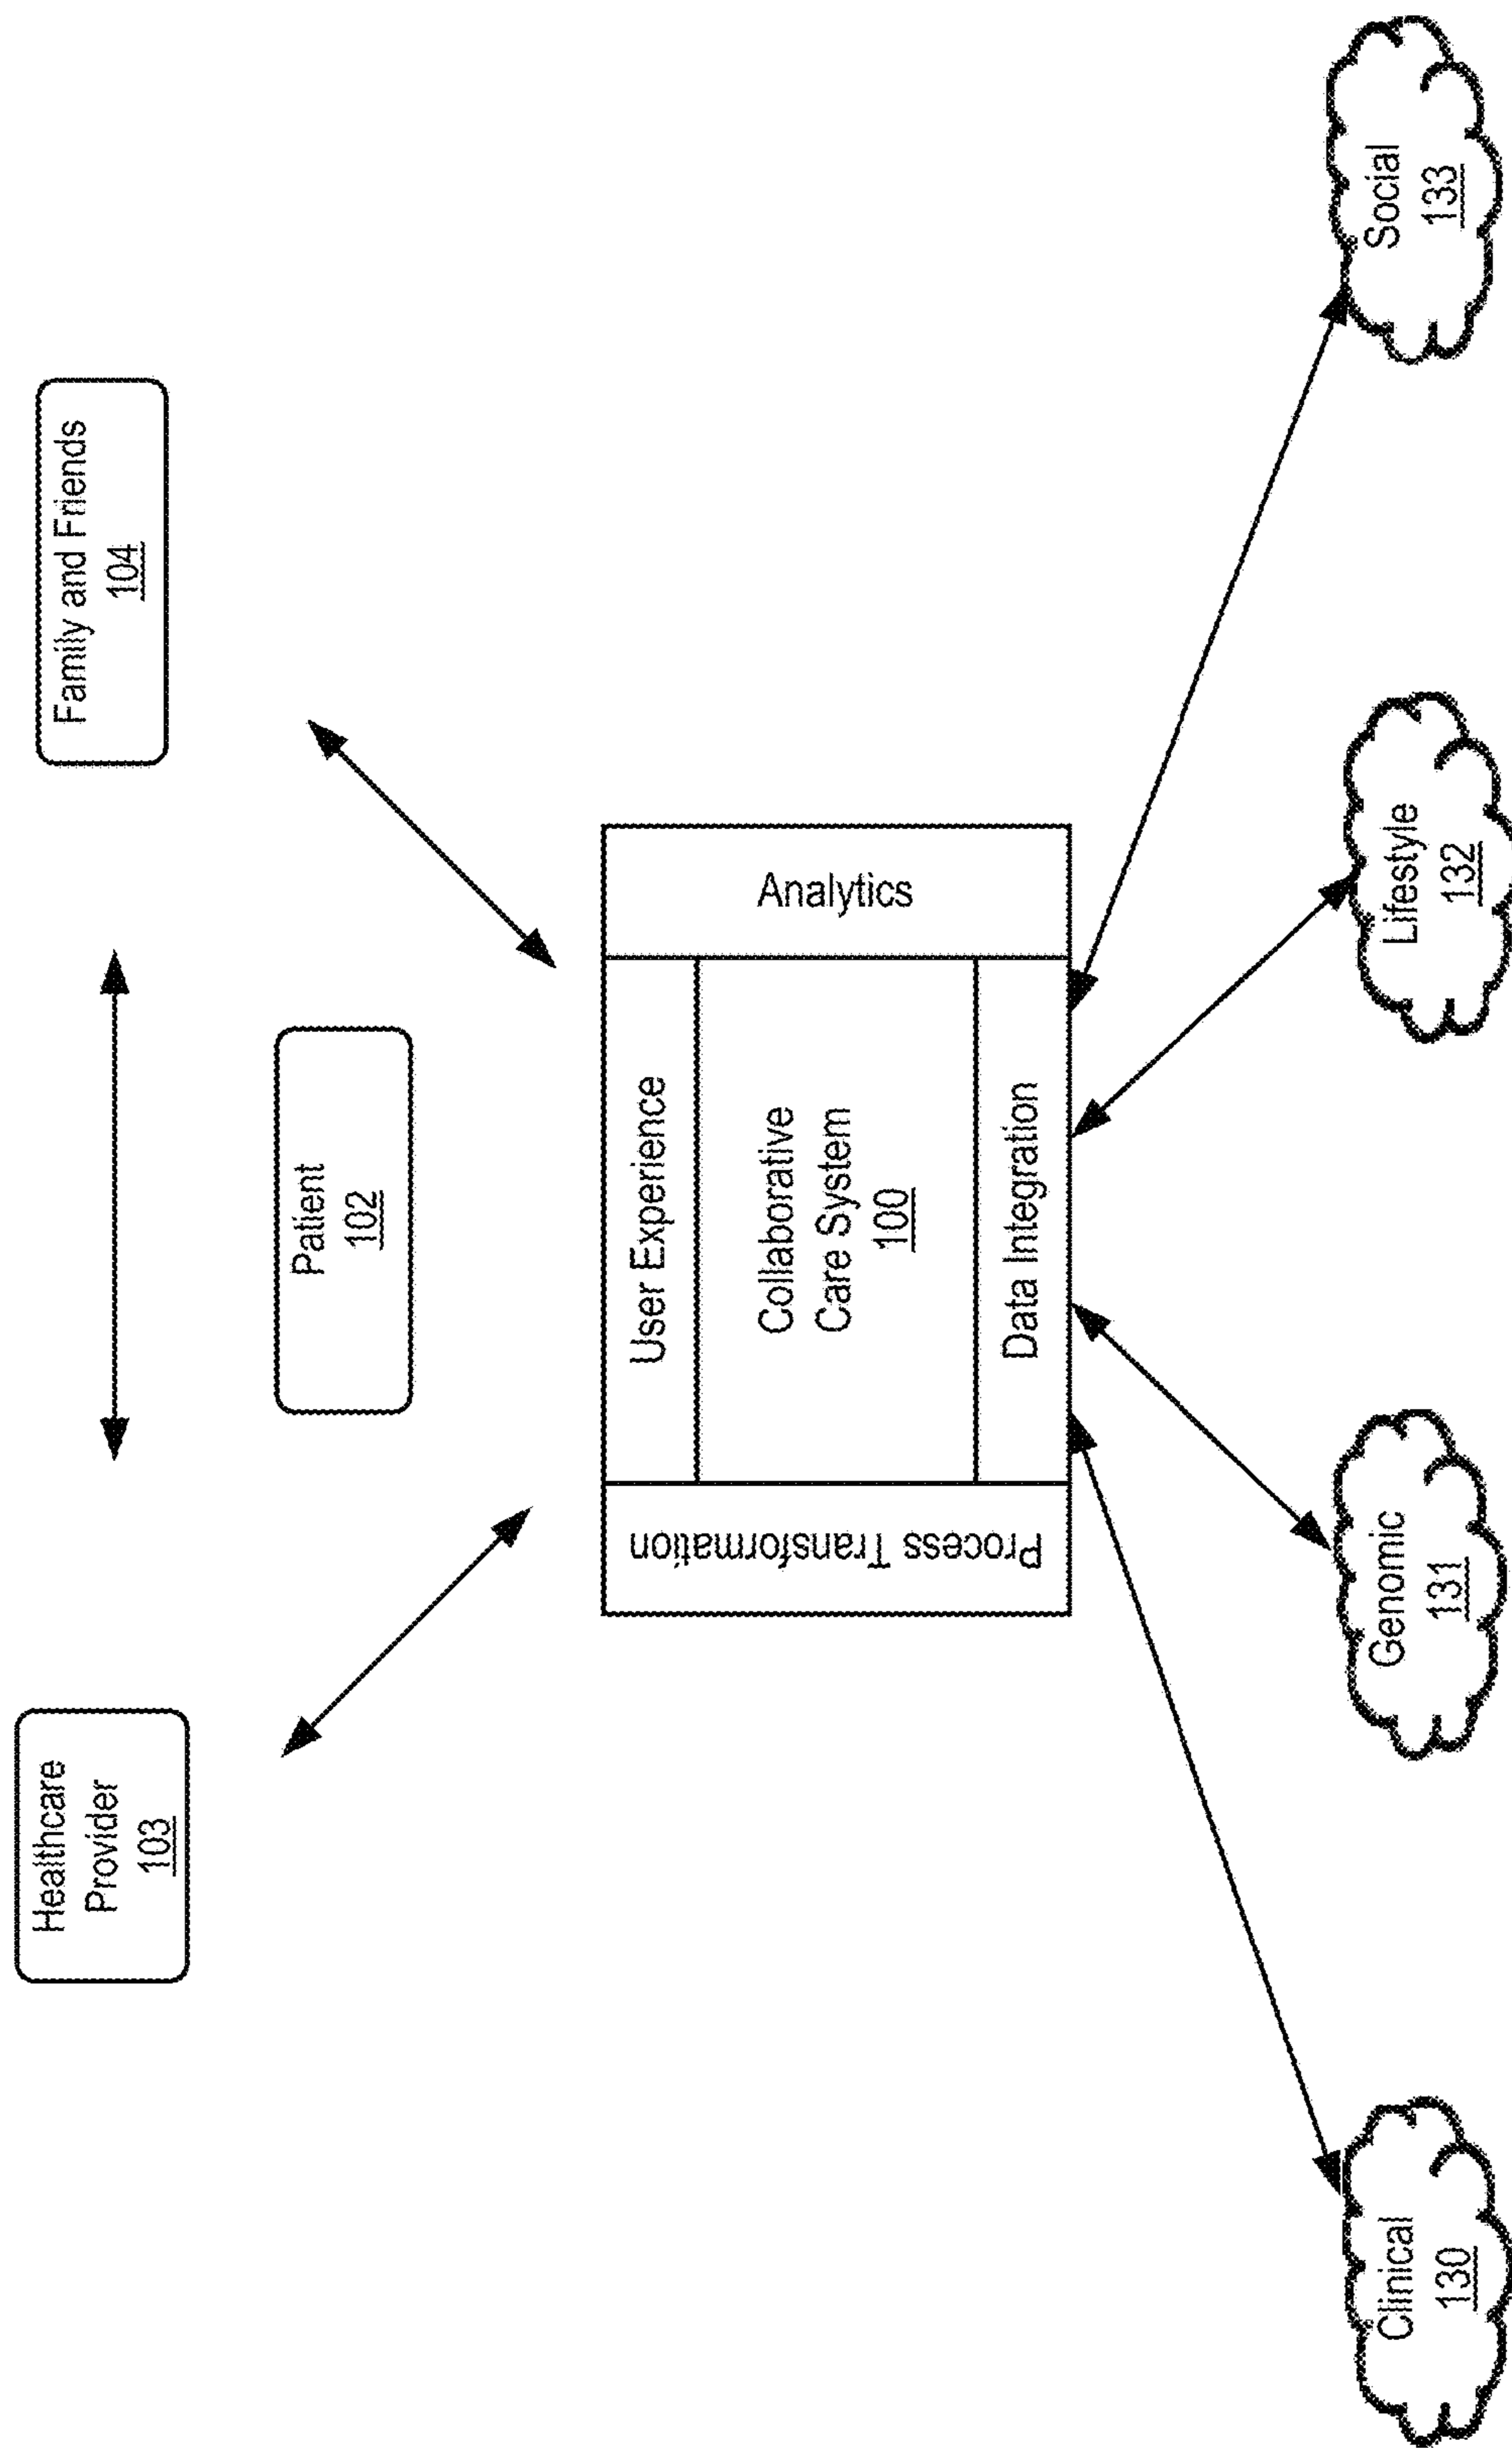 Healthcare
Provider
103
Family and Friends
104
Patient
102
Process Transformation
User Experience
Collaborative
Care System
100
Data Integration
Analytics
Clinical
130
Genomic
131
Lifestyle
132
Social
133